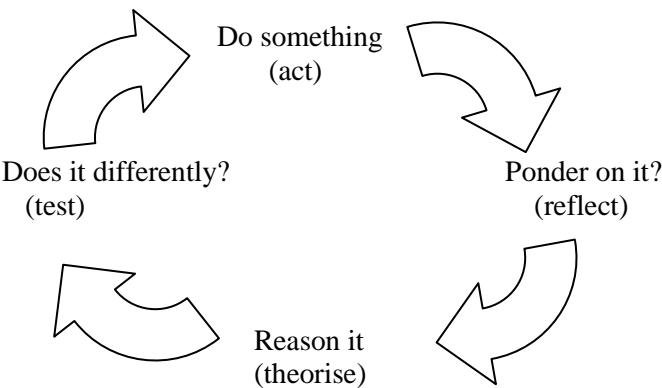 Do something
(act)
Does it differently?
(test)
Ponder on it?
(reflect)
Reason it
(theorise)